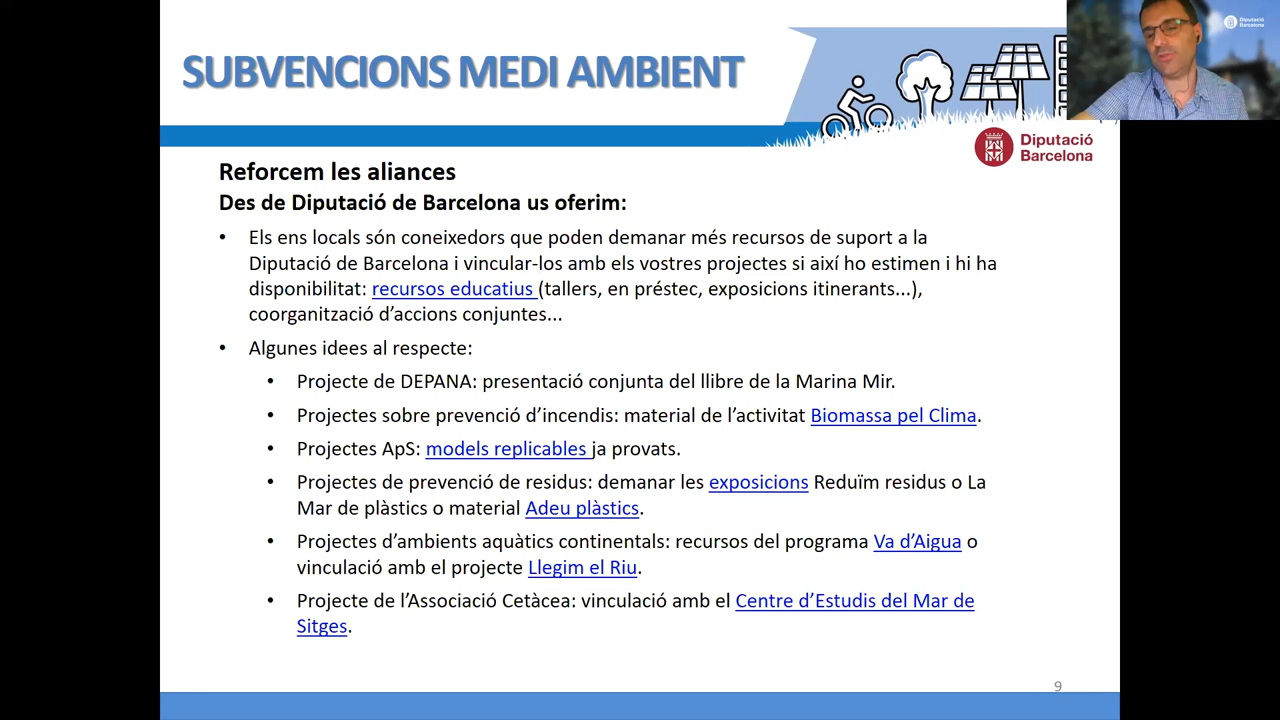 SUBVENCIONS MEDI AMBIENT
Diputació
Barcelona
Diputació
Barcelona
Reforcem les aliances
Des de Diputació de Barcelona us oferim:
• Els ens locals són coneixedors que poden demanar més recursos de suport a la
Diputació de Barcelona i vincular-los amb els vostres projectes si així ho estimen i hi ha
disponibilitat: recursos educatius (tallers, en préstec, exposicions itinerants...),
coorganització d’accions conjuntes...
• Algunes idees al respecte:
• Projecte de DEPANA: presentació conjunta del llibre de la Marina Mir.
• Projectes sobre prevenció d’incendis: material de l’activitat Biomassa pel Clima.
• Projectes ApS: models replicables ja provats.
• Projectes de prevenció de residus: demanar les exposicions Reduïm residus o La
Mar de plàstics o material Adeu plàstics.
• Projectes d’ambients aquàtics continentals: recursos del programa Va d’Aigua o
vinculació amb el projecte Llegim el Riu.
• Projecte de l’Associació Cetàcea: vinculació amb el Centre d’Estudis del Mar de
Sitges.
9